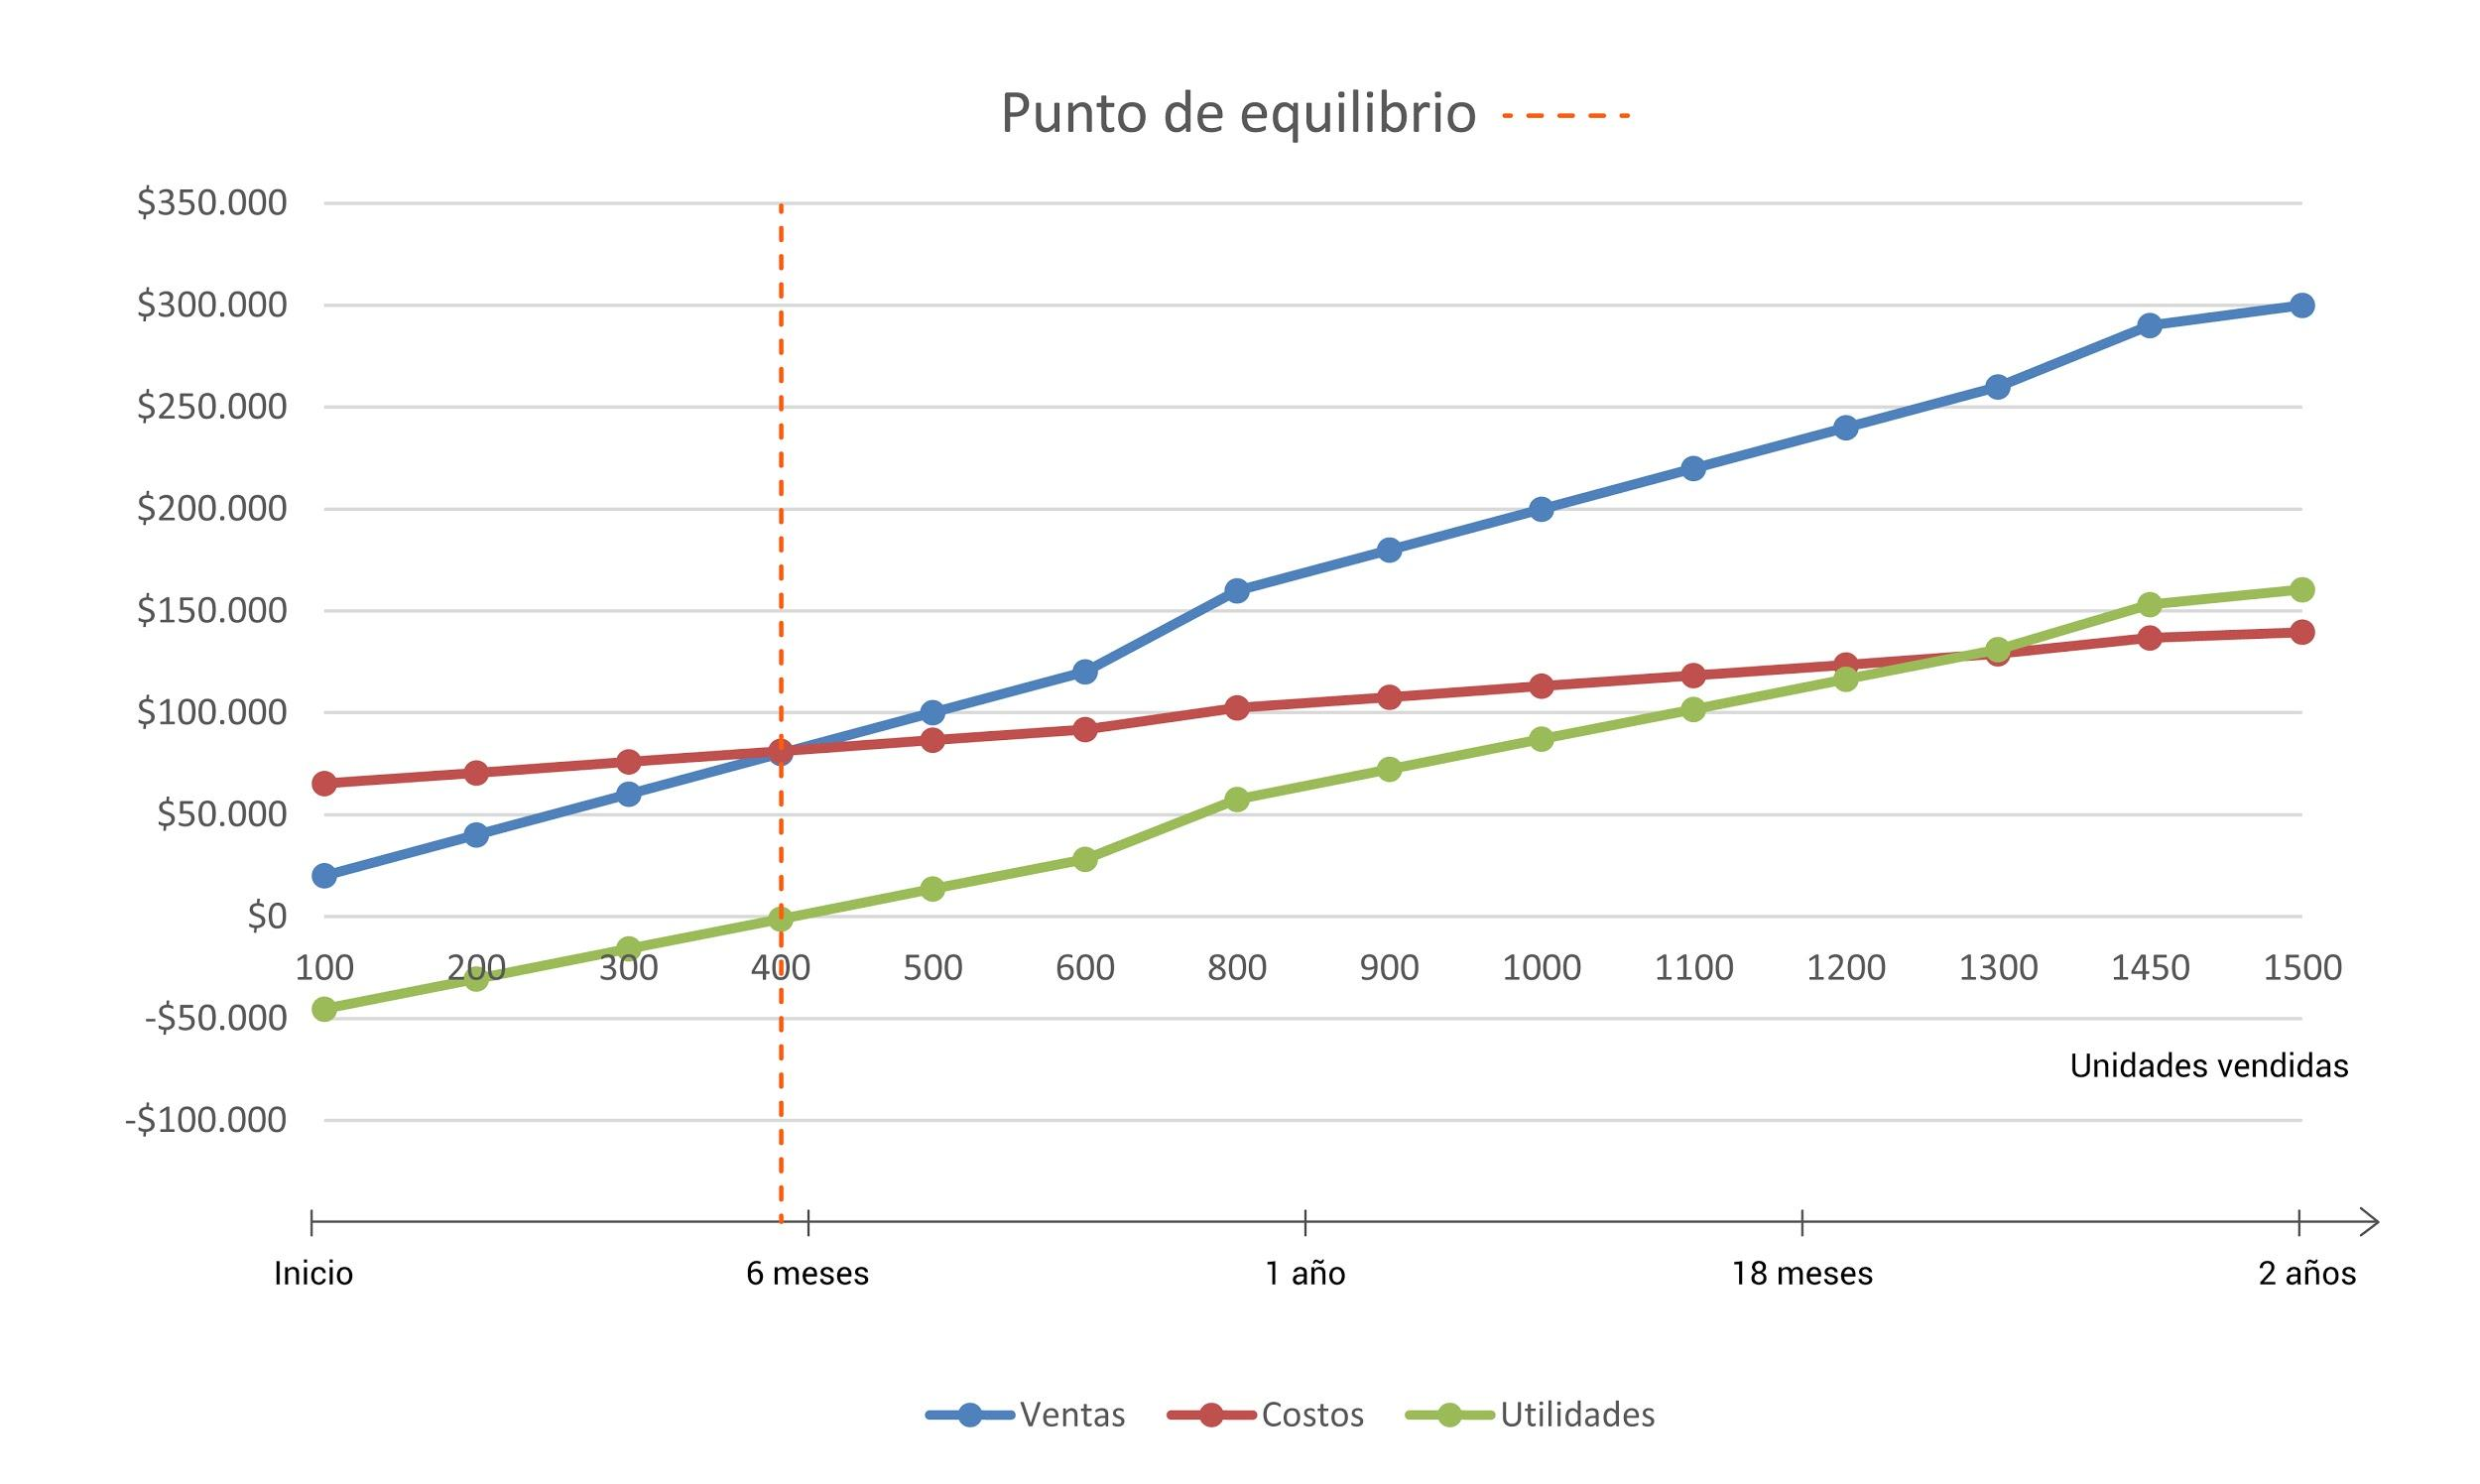 Punto de equilibrio
$350.000
$300.000
$250.000
$200.000
$150.000
$100.000
$50.000
$0
100 200 300 400 500 600 800 900 1000 1100 1200 1300 1450 1500
-$50.000
Unidades vendidas
-$100.000
Inicio 6 meses 1 año 18 meses 2 años
Ventas Costos Utilidades